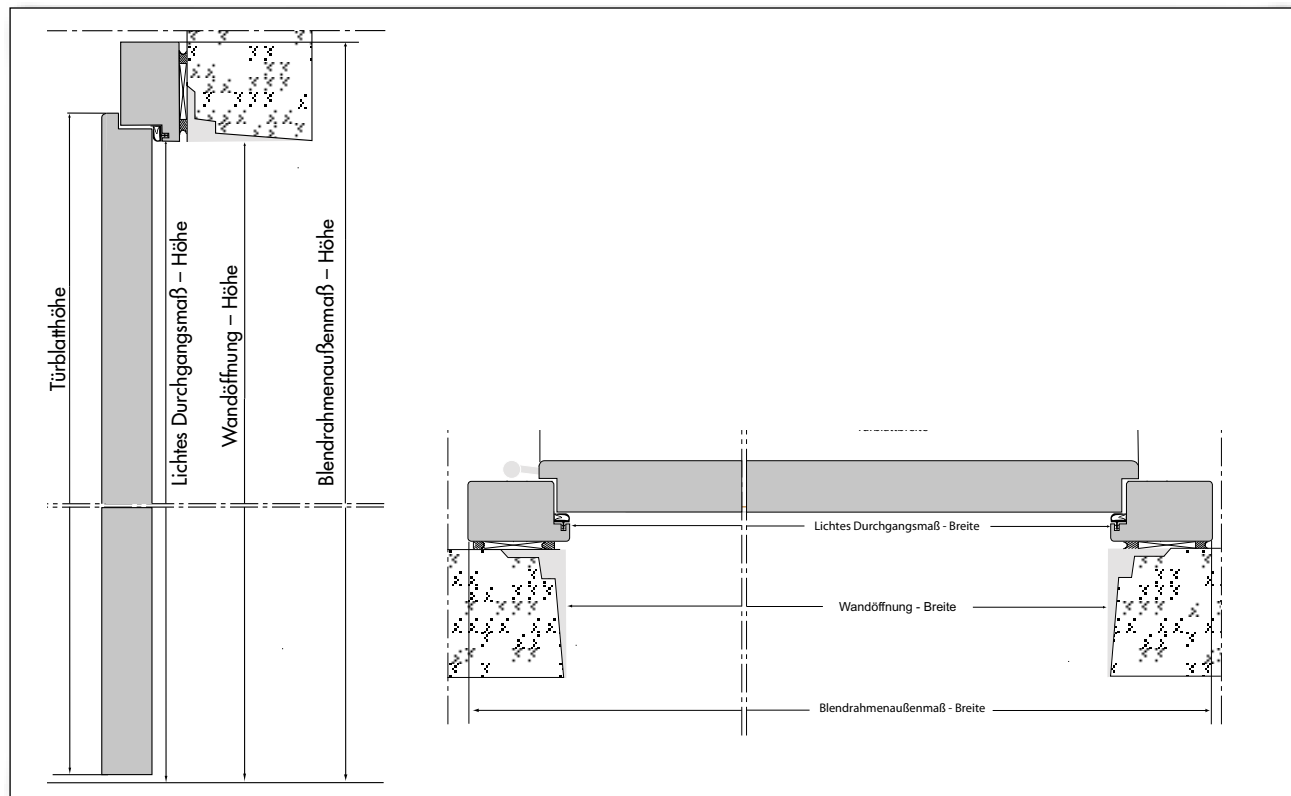 Türblatthöhe
Lichtes Durchgangsmaß – Höhe
Wandöffnung – Höhe
Blendrahmenaußenmaß – Höhe
Lichtes Durchgangsmaß - Breite
Wandöffnung - Breite
Blendrahmenaußenmaß - Breite